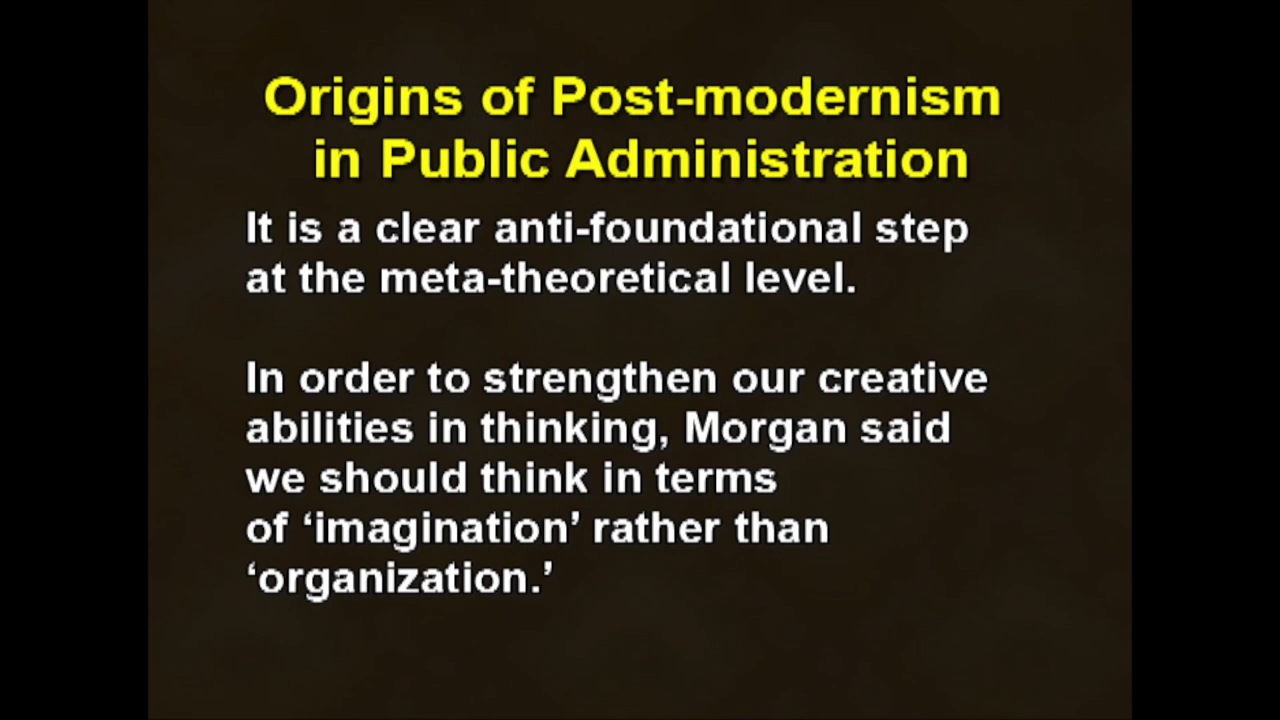 Origins of Post-modernism
in Public Administration
It is a clear anti-foundational step
at the meta-theoretical level.
In order to strengthen our creative
abilities in thinking, Morgan said
we should think in terms
of ‘imagination’ rather than
‘organization.’